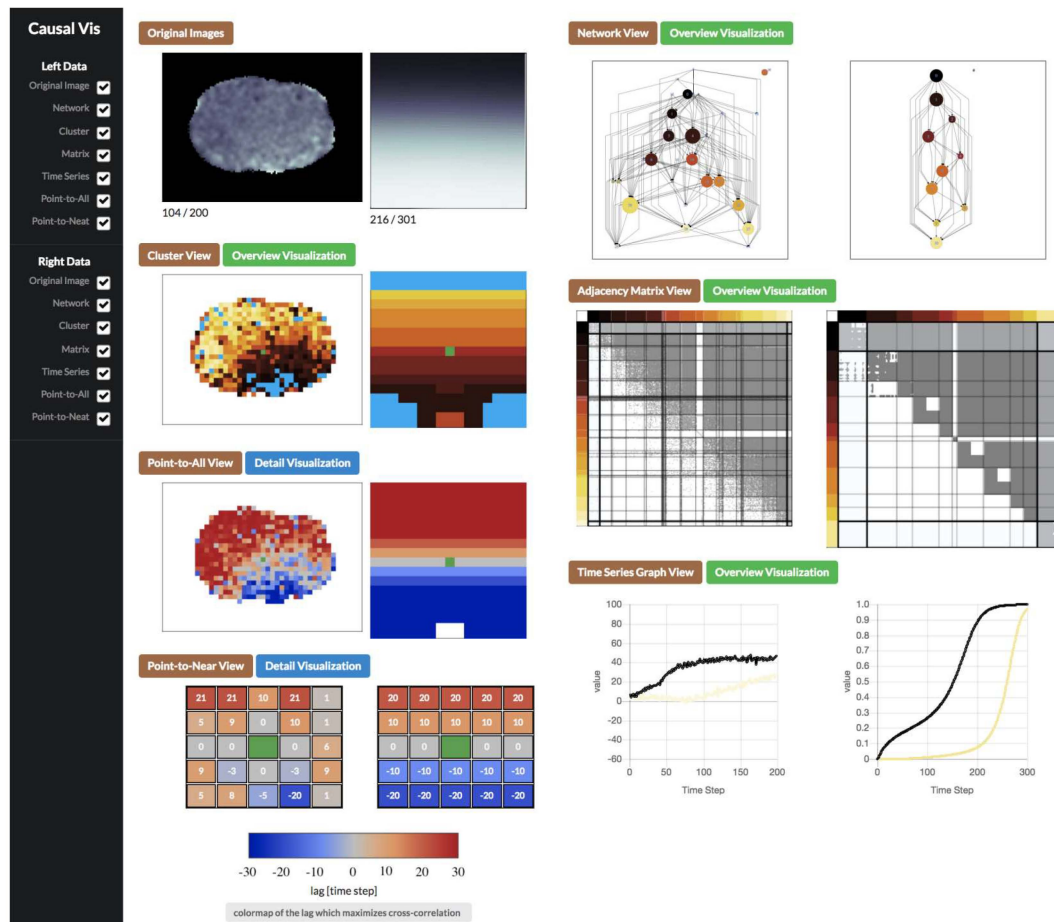 Causal Vis
Left Data
Original Image
Network
Cluster
Matrix
Time Series
Point-to-All
Point-to-Neat
Right Data
Original Image
Network
Cluster
Matrix
Time Series
Point-to-All
Point-to-Neat
Original Images
104 / 200
216 / 301
Cluster View Overview Visualization
Point-to-All View Detail Visualization
Point-to-Near View Detail Visualization
21 21 10 21 1
5 9 0 10 1
0 0 0 6
9 -3 0 -3 9
5 8 -5 -20 1
20 20 20 20 20
10 10 10 10 10
0 0 0 0
-10 -10 -10 -10 -10
-20 -20 -20 -20 -20
-30 -20 -10 0 10 20 30
lag [time step]
colormap of the lag which maximizes cross-correlation
Network View Overview Visualization
Adjacency Matrix View Overview Visualization
Time Series Graph View Overview Visualization
100
80
60
40
20
0
-20
-40
-60
value
0 50 100 150 200
Time Step
1.0
0.9
0.8
0.7
0.6
0.5
0.4
0.3
0.2
0.1
0
value
0 100 200 300
Time Step